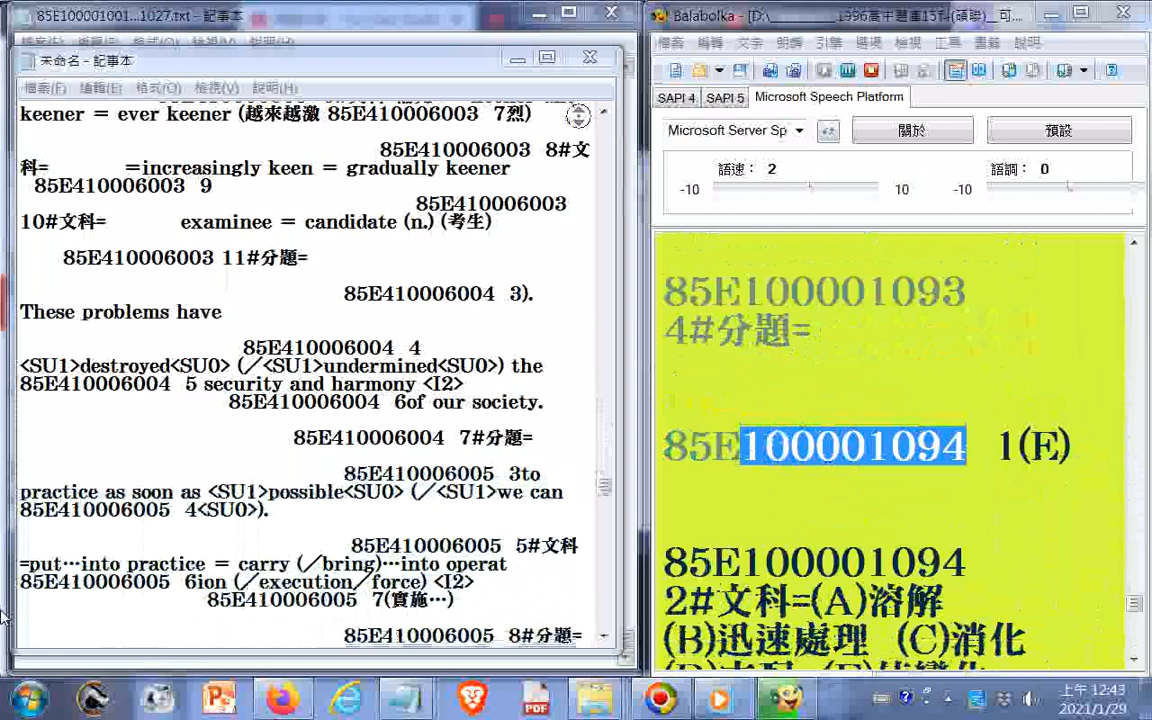 85E100001001...1027.txt - 記事本
未命名 - 記事本
檔案(F) 編輯(E) 格式(O) 檢視(V) 說明(H)
keener = ever keener (越來越激 85E410006003 7烈)
85E410006003 8#文
科= =increasingly keen = gradually keener
85E410006003 9
85E410006003
10#文科= examinee = candidate (n.) (考生)
85E410006003 11#分題=
85E410006004 3).
These problems have
85E410006004 4
<SU1>destroyed<SU0> (/<SU1>undermined<SU0>) the
85E410006004 5 security and harmony <I2>
85E410006004 6of our society.
85E410006004 7#分題=
85E410006005 3to
practice as soon as <SU1>possible<SU0> (/<SU1>we can
85E410006005 4<SU0>).
85E410006005 5#文科
=put…into practice = carry (/bring)…into operat
85E410006005 6ion (/execution/force) <I2>
85E410006005 7(實施…)
85E410006005 8#分題=
Balabolka - [D:\ 1996高中題庫15科(碩聯)__可...
檔案 編輯 文字 朗讀 引擎 選項 檢視 工具 書籤 說明
SAPI 4 SAPI 5 Microsoft Speech Platform
Microsoft Server Sp 關於 預設
語速： 2 語調： 0
-10 10 -10
85E100001093
4#分題=
85E100001094 1(E)
85E100001094
2#文科=(A)溶解
(B)迅速處理 (C)消化
上午 12:43
2021/1/29